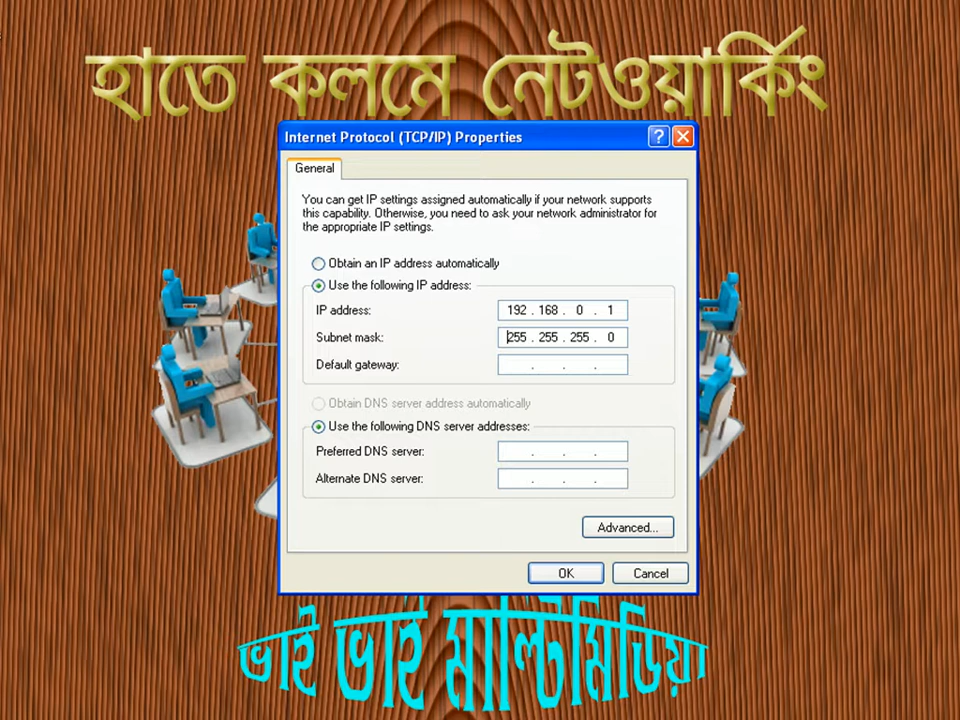 হাতে কলমে নেটওয়ার্কিং
Internet Protocol (TCP/IP) Properties
General
You can get IP settings assigned automatically if your network supports
this capability. Otherwise, you need to ask your network administrator for
the appropriate IP settings.
Obtain an IP address automatically
Use the following IP address:
IP address: 192 . 168 . 0 . 1
Subnet mask: 255 . 255 . 255 . 0
Default gateway: . . .
Obtain DNS server address automatically
Use the following DNS server addresses:
Preferred DNS server: . . .
Alternate DNS server: . . .
Advanced...
OK Cancel
ভাই ভাই মাল্টিমিডিয়া